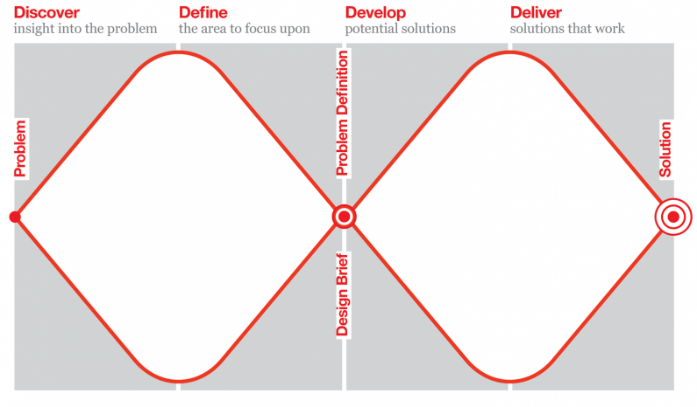 Discover
insight into the problem
Define
the area to focus upon
Develop
potential solutions
Deliver
solutions that work
Problem
Problem Definition
Design Brief
Solution